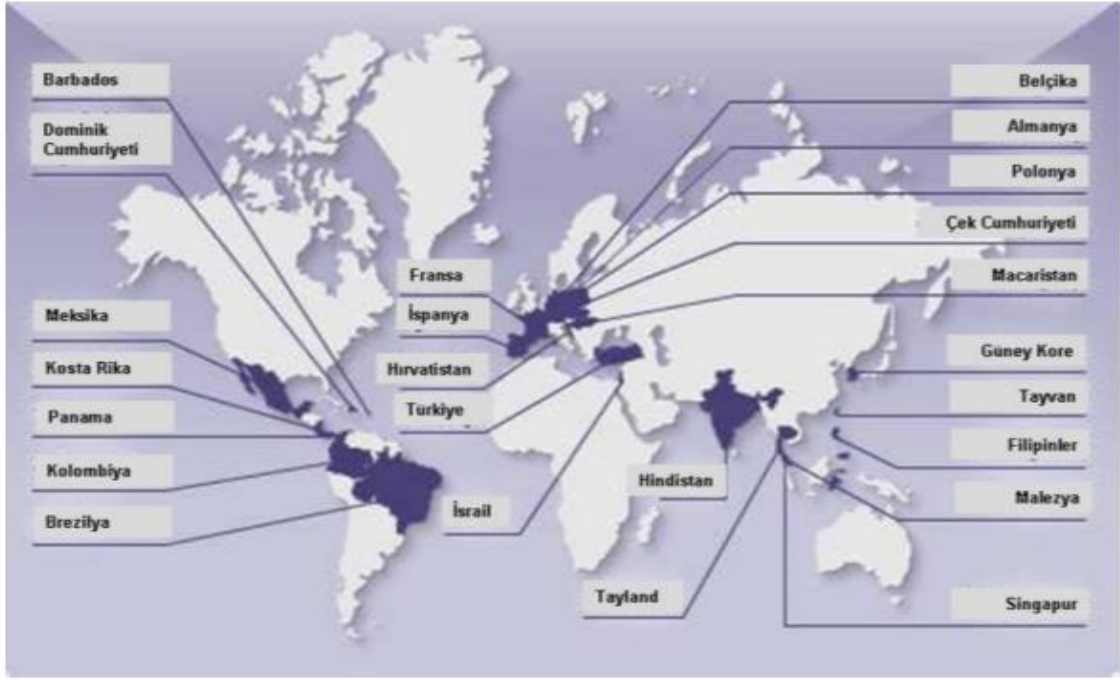 Barbados
Dominik
Cumhuriyeti
Meksika
Kosta Rika
Panama
Kolombiya
Brezilya
Fransa
İspanya
Hırvatistan
Türkiye
İsrail
Hindistan
Tayland
Belçika
Almanya
Polonya
Çek Cumhuriyeti
Macaristan
Güney Kore
Tayvan
Filipinler
Malezya
Singapur